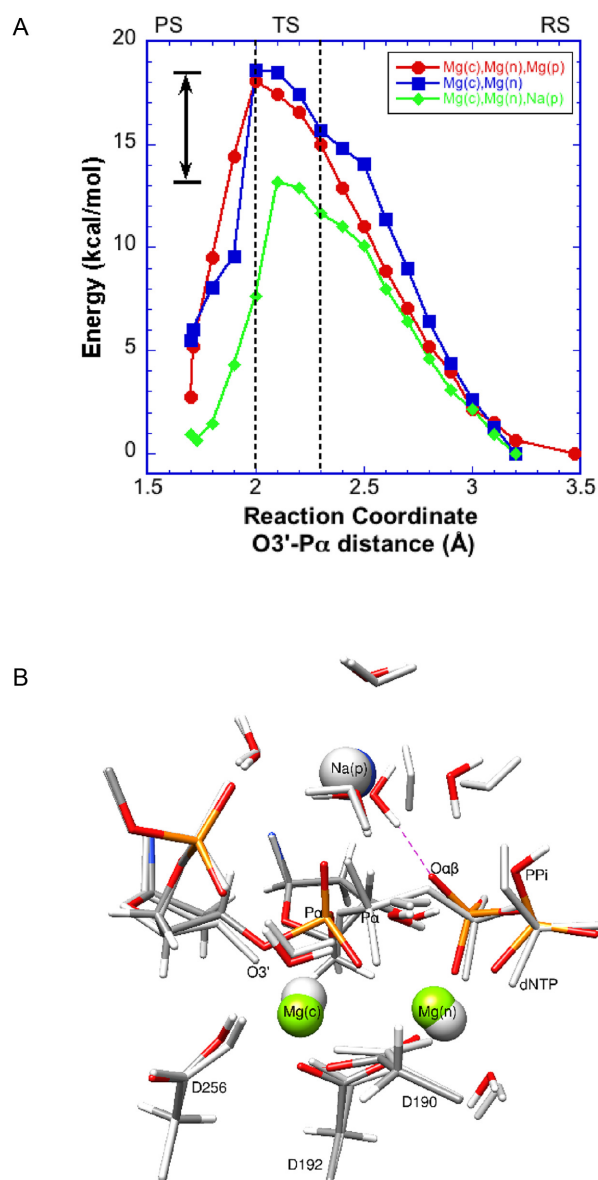 A
PS TS RS
20
15
10
5
0
Energy (kcal/mol)
Mg(c),Mg(n),Mg(p)
Mg(c),Mg(n)
Mg(c),Mg(n),Na(p)
1.5 2 2.5 3 3.5
Reaction Coordinate
O3'-Pα distance (Å)
B
Na(p)
Oαβ
PPi
Pα Pα
O3'
dNTP
Mg(c) Mg(n)
D256
D190
D192